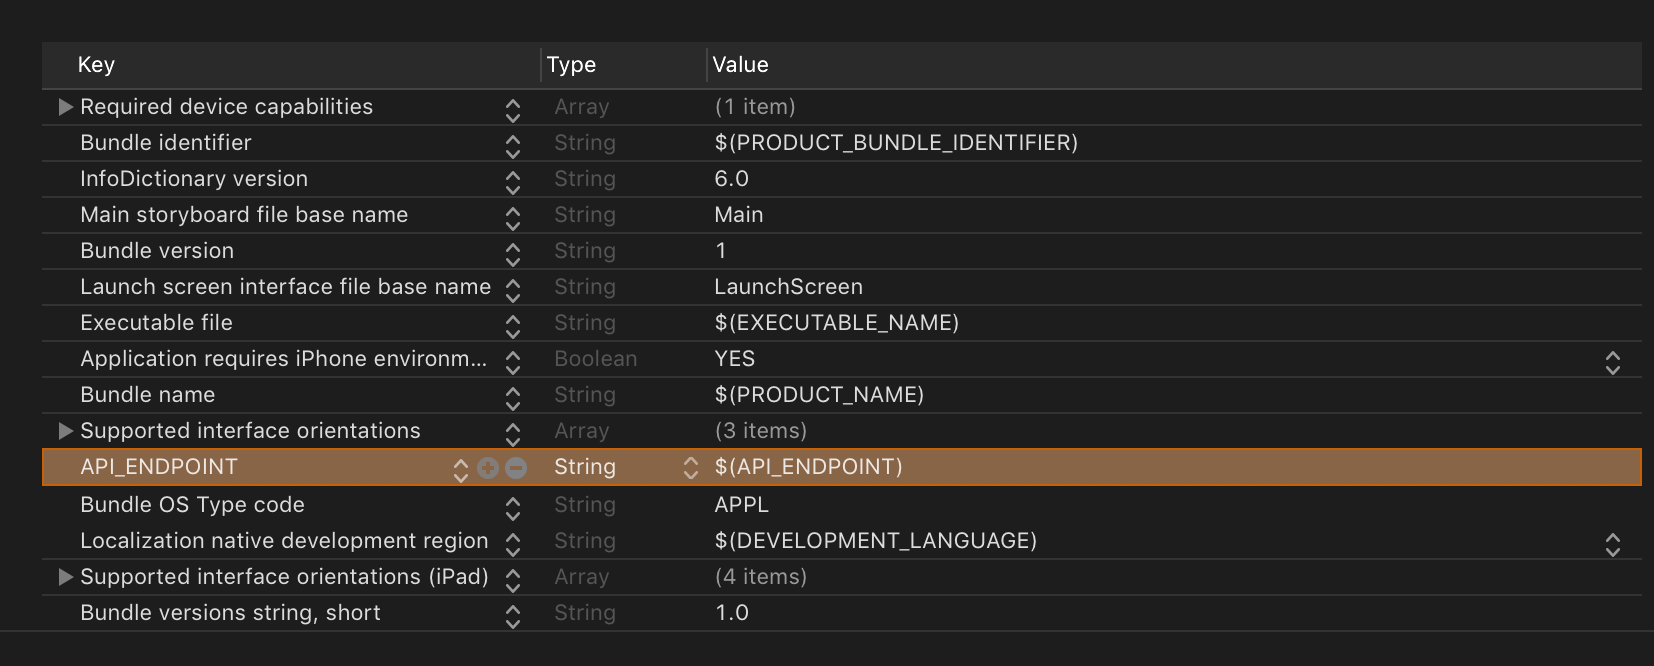 Key Type Value
Required device capabilities Array (1 item)
Bundle identifier String $(PRODUCT_BUNDLE_IDENTIFIER)
InfoDictionary version String 6.0
Main storyboard file base name String Main
Bundle version String 1
Launch screen interface file base name String LaunchScreen
Executable file String $(EXECUTABLE_NAME)
Application requires iPhone environm... Boolean YES
Bundle name String $(PRODUCT_NAME)
Supported interface orientations Array (3 items)
API_ENDPOINT String $(API_ENDPOINT)
Bundle OS Type code String APPL
Localization native development region String $(DEVELOPMENT_LANGUAGE)
Supported interface orientations (iPad) Array (4 items)
Bundle versions string, short String 1.0